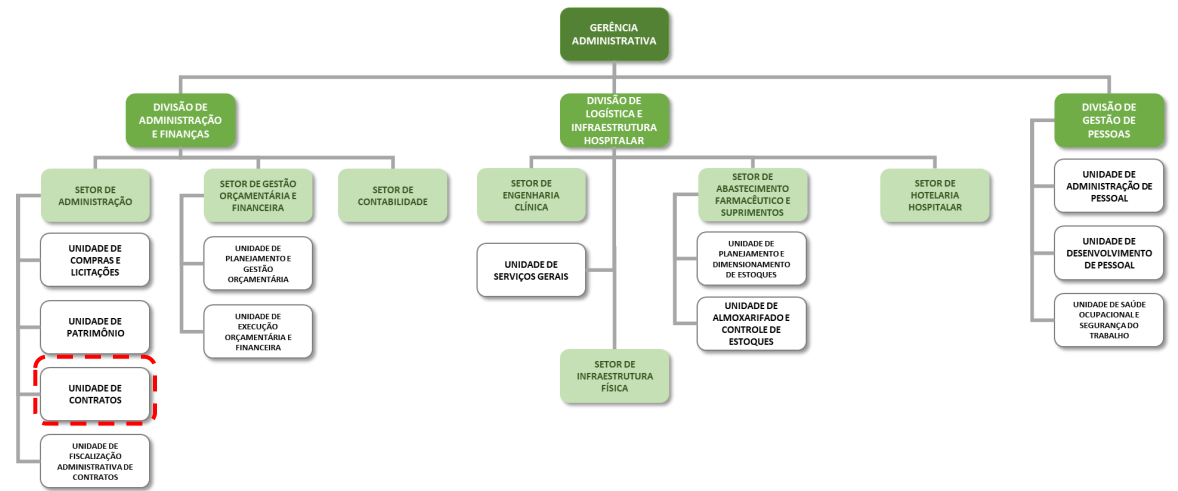 GERÊNCIA
ADMINISTRATIVA
DIVISÃO DE
ADMINISTRAÇÃO
E FINANÇAS
DIVISÃO DE
LOGÍSTICA E
INFRAESTRUTURA
HOSPITALAR
DIVISÃO DE
GESTÃO DE
PESSOAS
SETOR DE
ADMINISTRAÇÃO
SETOR DE GESTÃO
ORÇAMENTÁRIA E
FINANCEIRA
SETOR DE
CONTABILIDADE
SETOR DE
ENGENHARIA
CLÍNICA
SETOR DE
ABASTECIMENTO
FARMACÊUTICO E
SUPRIMENTOS
SETOR DE
HOTELARIA
HOSPITALAR
UNIDADE DE
ADMINISTRAÇÃO DE
PESSOAL
UNIDADE DE
COMPRAS E
LICITAÇÕES
UNIDADE DE
PLANEJAMENTO E
GESTÃO
ORÇAMENTÁRIA
UNIDADE DE
SERVIÇOS GERAIS
UNIDADE DE
PLANEJAMENTO E
DIMENSIONAMENTO
DE ESTOQUES
UNIDADE DE
DESENVOLVIMENTO
DE PESSOAL
UNIDADE DE
PATRIMÔNIO
UNIDADE DE
EXECUÇÃO
ORÇAMENTÁRIA E
FINANCEIRA
UNIDADE DE
ALMOXARIFADO E
CONTROLE DE
ESTOQUES
UNIDADE DE SAÚDE
OCUPACIONAL E
SEGURANÇA DO
TRABALHO
UNIDADE DE
CONTRATOS
SETOR DE
INFRAESTRUTURA
FÍSICA
UNIDADE DE
FISCALIZAÇÃO
ADMINISTRATIVA DE
CONTRATOS